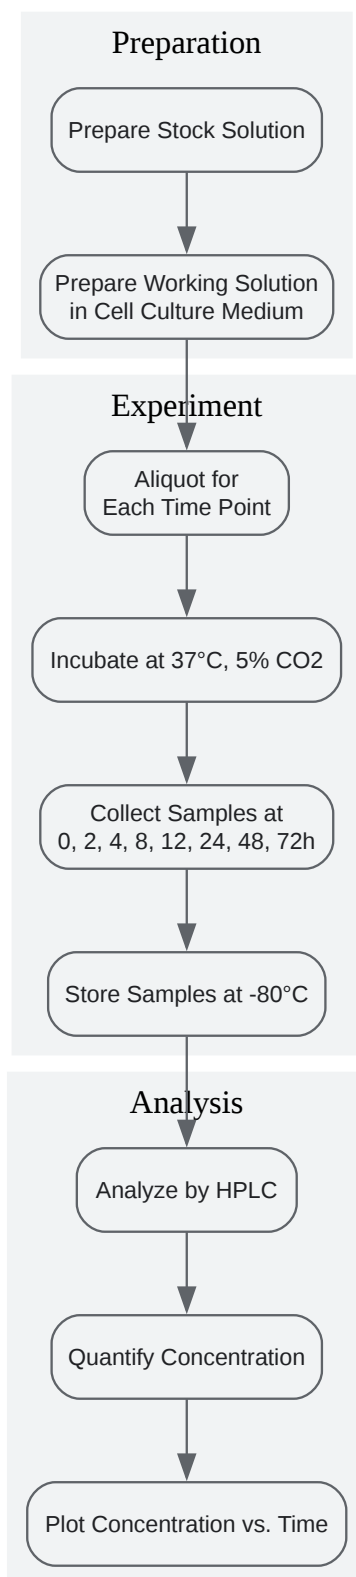 Preparation
Prepare Stock Solution
Prepare Working Solution
in Cell Culture Medium
Experiment
Aliquot for
Each Time Point
Incubate at 37°C, 5% CO2
Collect Samples at
0, 2, 4, 8, 12, 24, 48, 72h
Store Samples at -80°C
Analysis
Analyze by HPLC
Quantify Concentration
Plot Concentration vs. Time